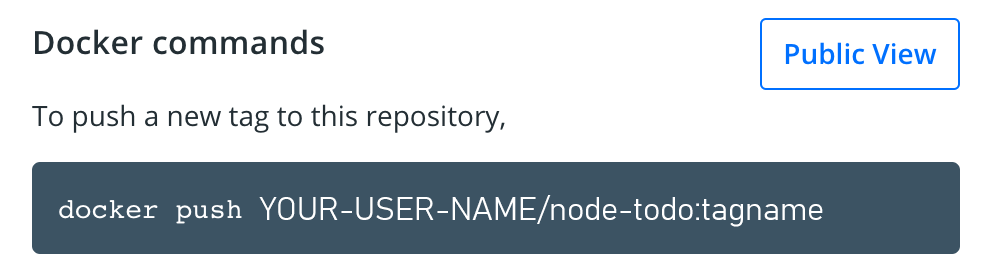 Docker commands
Public View
To push a new tag to this repository,
docker push YOUR-USER-NAME/node-todo:tagname